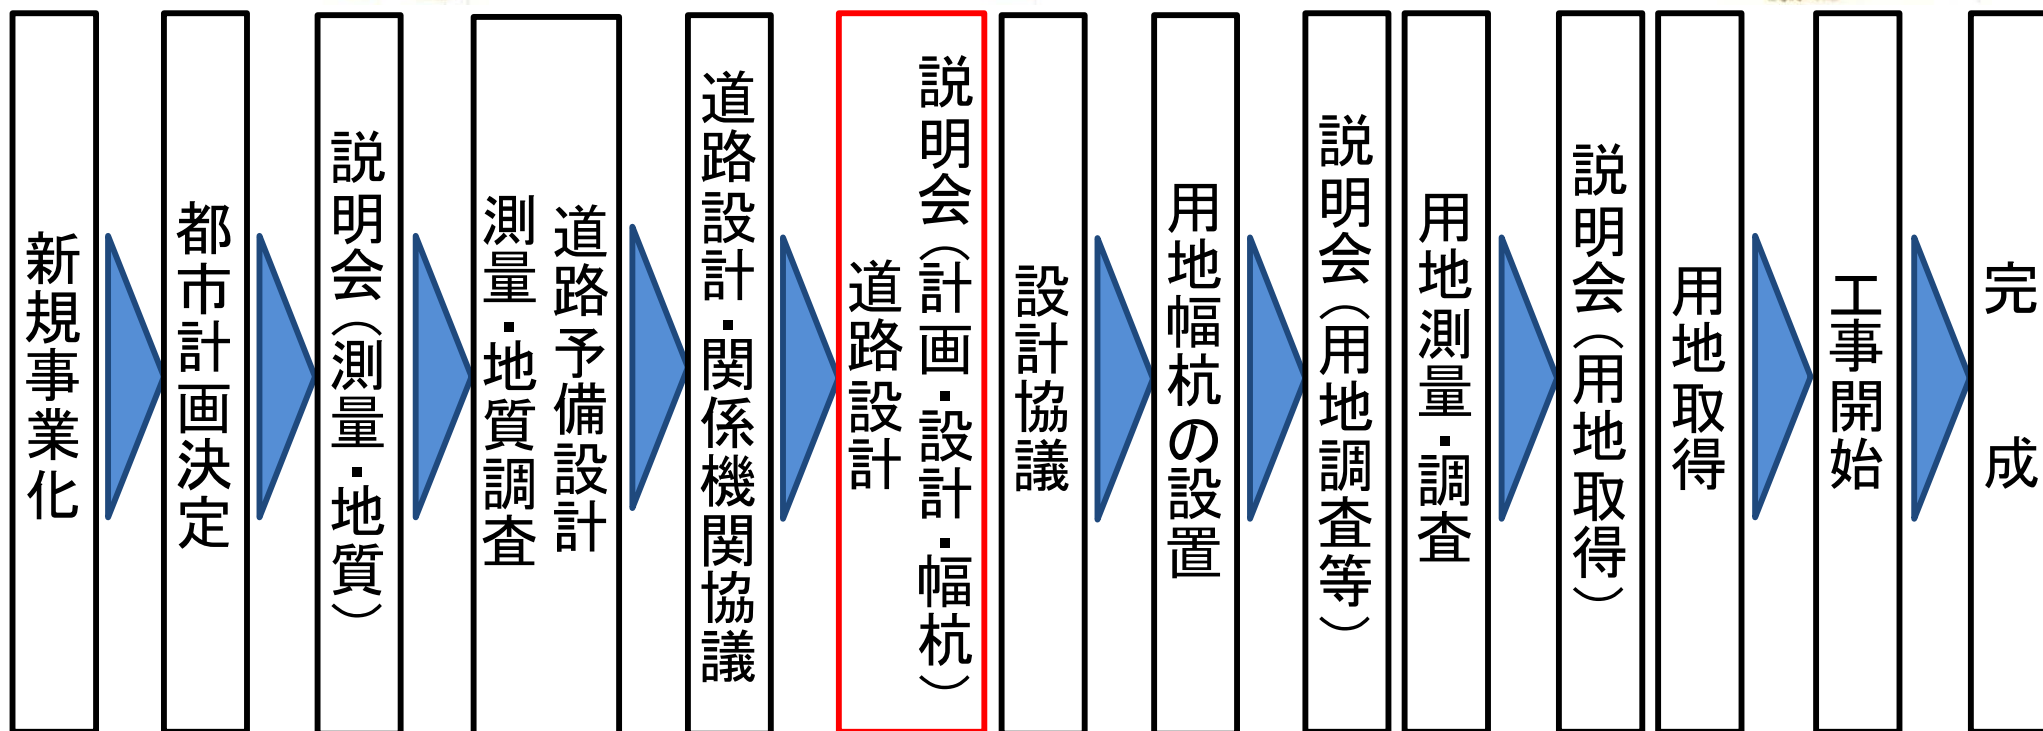 新規事業化
都市計画決定
説明会(測量・地質)
道路予備設計
測量・地質調査
道路設計・関係機関協議
説明会(計画・設計・幅杭)
道路設計
設計協議
用地幅杭の設置
説明会(用地調査等)
用地測量・調査
説明会(用地取得)
用地取得
工事開始
完成